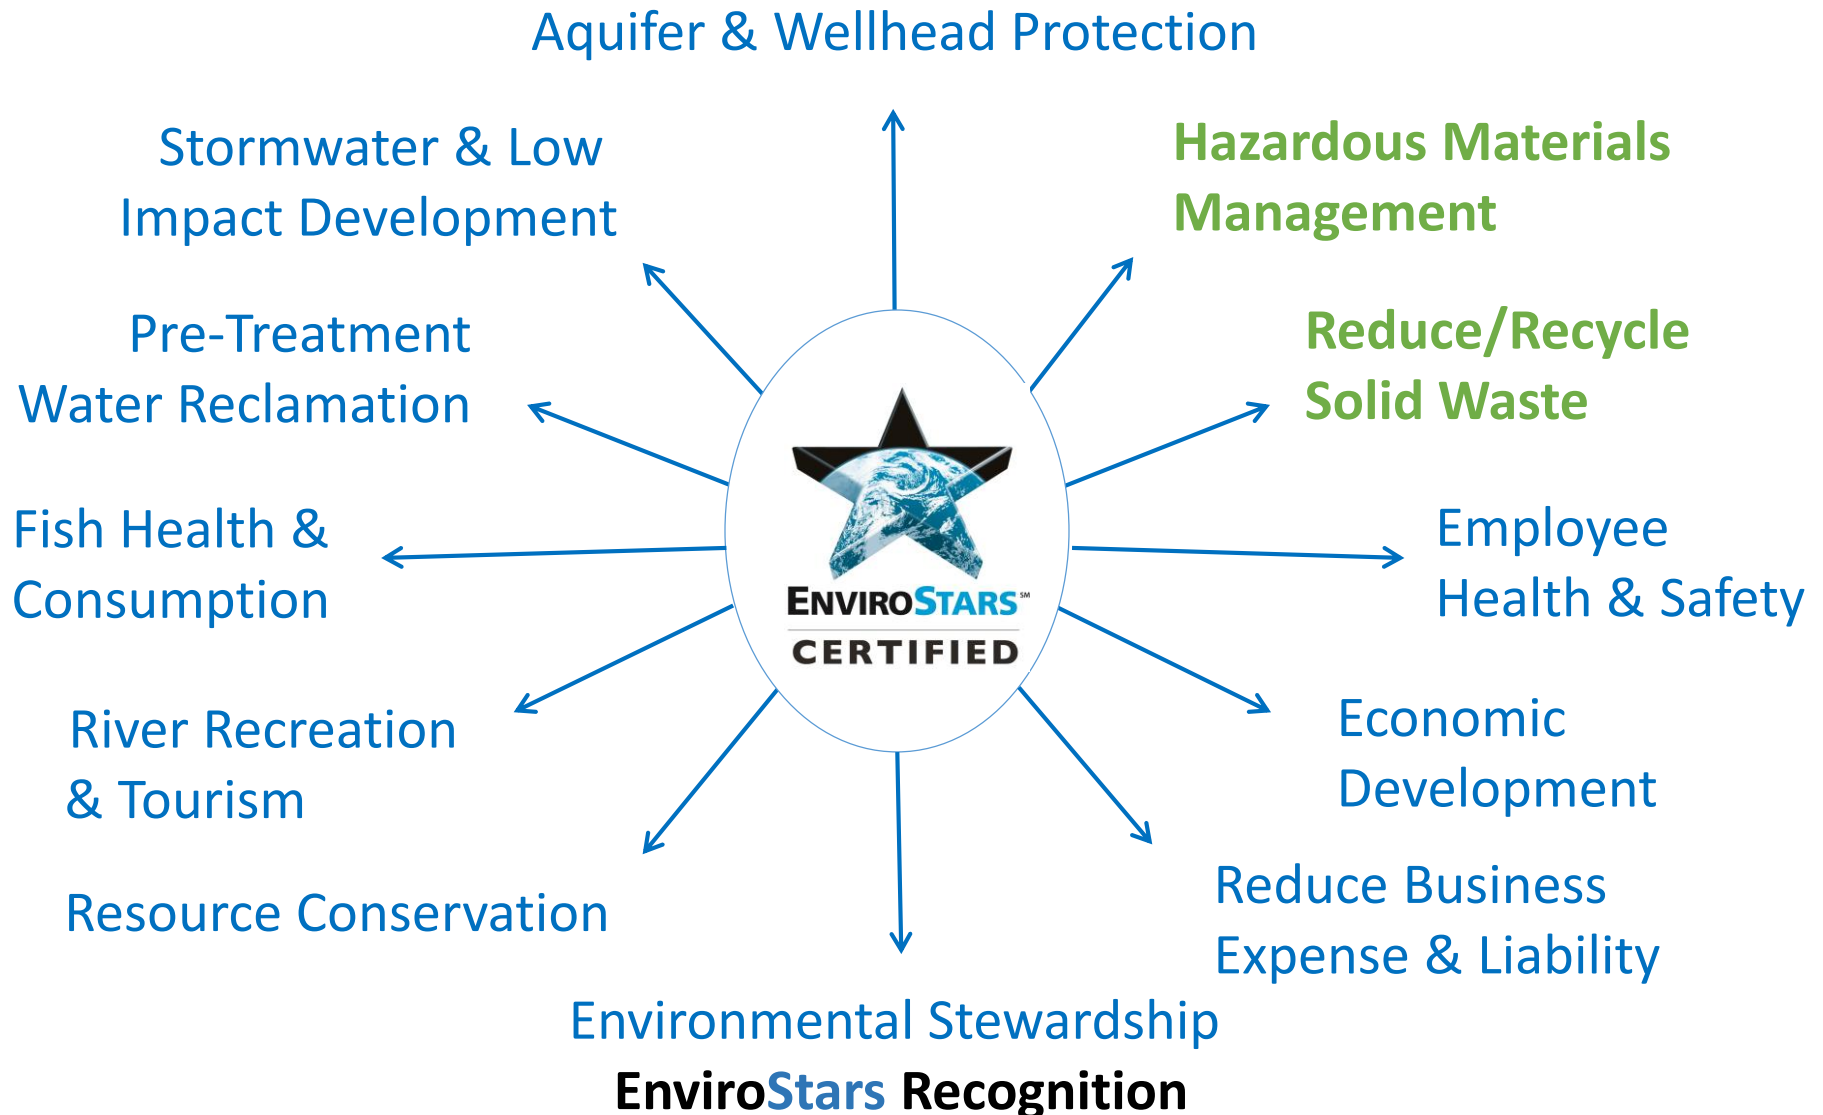 Aquifer & Wellhead Protection
Stormwater & Low
Impact Development
Hazardous Materials
Management
Pre-Treatment
Water Reclamation
Reduce/Recycle
Solid Waste
Fish Health &
Consumption
Employee
Health & Safety
ENVIROSTARS℠
CERTIFIED
River Recreation
& Tourism
Economic
Development
Resource Conservation
Reduce Business
Expense & Liability
Environmental Stewardship
EnviroStars Recognition